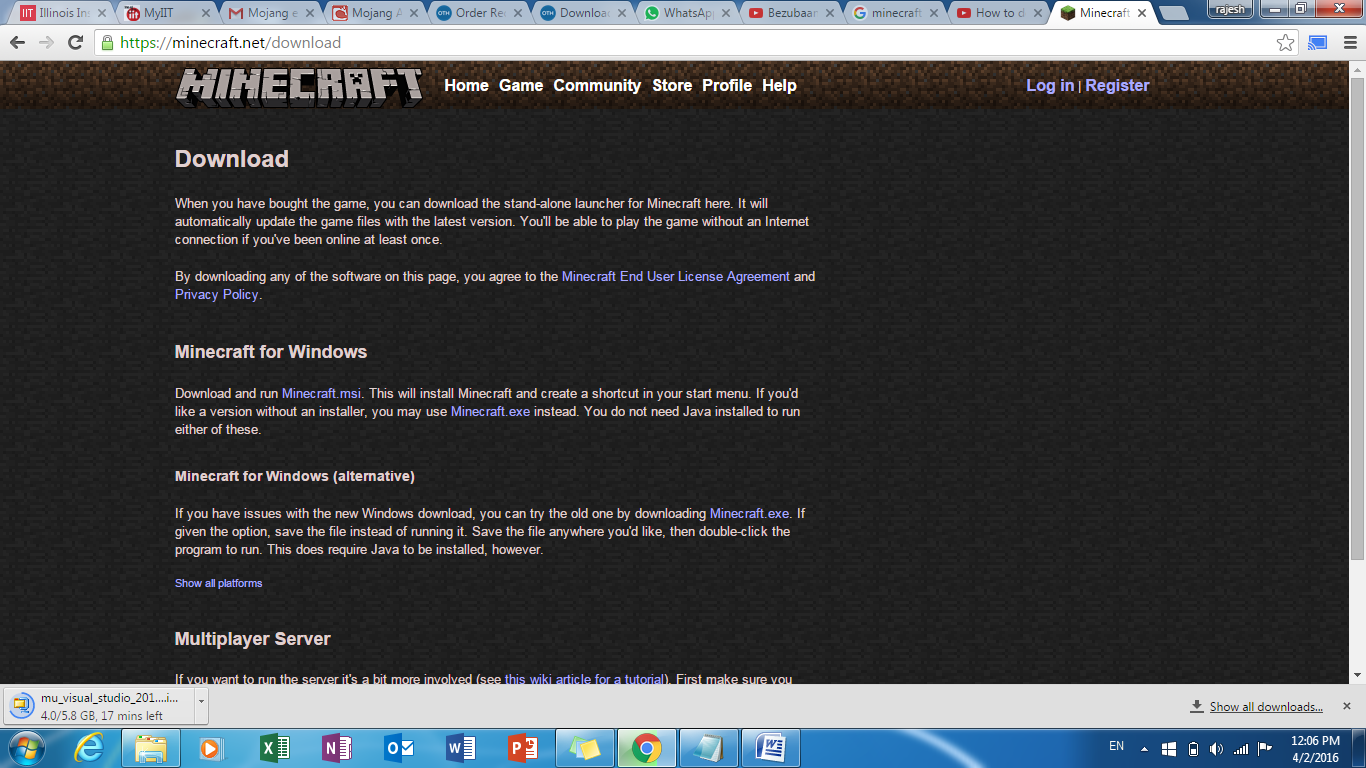 Illinois Ins
MyIIT
Mojang e
Mojang A
Order Re
Downloa
WhatsAp
Bezubaan
minecraft
How to d
Minecraft
rajesh
https://minecraft.net/download
MINECRAFT
Home Game Community Store Profile Help
Log in | Register
Download
When you have bought the game, you can download the stand-alone launcher for Minecraft here. It will
automatically update the game files with the latest version. You'll be able to play the game without an Internet
connection if you've been online at least once.
By downloading any of the software on this page, you agree to the Minecraft End User License Agreement and
Privacy Policy.
Minecraft for Windows
Download and run Minecraft.msi. This will install Minecraft and create a shortcut in your start menu. If you'd
like a version without an installer, you may use Minecraft.exe instead. You do not need Java installed to run
either of these.
Minecraft for Windows (alternative)
If you have issues with the new Windows download, you can try the old one by downloading Minecraft.exe. If
given the option, save the file instead of running it. Save the file anywhere you'd like, then double-click the
program to run. This does require Java to be installed, however.
Show all platforms
Multiplayer Server
If you want to run the server it's a bit more involved (see this wiki article for a tutorial). First make sure you
mu_visual_studio_201....i...
4.0/5.8 GB, 17 mins left
Show all downloads...
EN
12:06 PM
4/2/2016